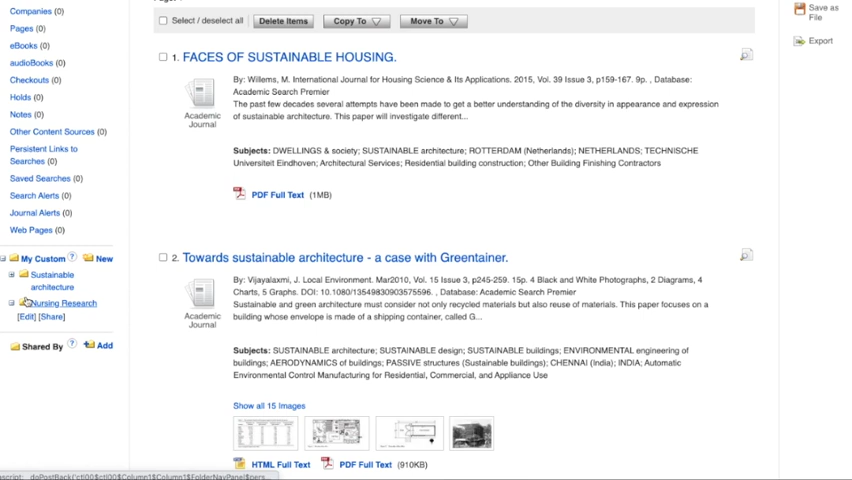 Companies (0)
Pages (0)
eBooks (0)
audioBooks (0)
Checkouts (0)
Holds (0)
Notes (0)
Other Content Sources (0)
Persistent Links to
Searches (0)
Saved Searches (0)
Search Alerts (0)
Journal Alerts (0)
Web Pages (0)
My Custom ? New
Sustainable
architecture
Nursing Research
[Edit] [Share]
Shared By ? Add
Select / deselect all Delete Items Copy To Move To
1. FACES OF SUSTAINABLE HOUSING.
Academic
Journal
By: Willems, M. International Journal for Housing Science & Its Applications. 2015, Vol. 39 Issue 3, p159-167. 9p. , Database:
Academic Search Premier
The past few decades several attempts have been made to get a better understanding of the diversity in appearance and expression
of sustainable architecture. This paper will investigate different...
Subjects: DWELLINGS & society; SUSTAINABLE architecture; ROTTERDAM (Netherlands); NETHERLANDS; TECHNISCHE
Universiteit Eindhoven; Architectural Services; Residential building construction; Other Building Finishing Contractors
PDF Full Text (1MB)
2. Towards sustainable architecture - a case with Greentainer.
Academic
Journal
By: Vijayalaxmi, J. Local Environment. Mar2010, Vol. 15 Issue 3, p245-259. 15p. 4 Black and White Photographs, 2 Diagrams, 4
Charts, 5 Graphs. DOI: 10.1080/13549830903575596. , Database: Academic Search Premier
Sustainable and green architecture must consider not only recycled materials but also reuse of materials. This paper focuses on
a building whose envelope is made of a shipping container, called G...
Subjects: SUSTAINABLE architecture; SUSTAINABLE design; SUSTAINABLE buildings; ENVIRONMENTAL engineering of
buildings; AERODYNAMICS of buildings; PASSIVE structures (Sustainable buildings); CHENNAI (India); INDIA; Automatic
Environmental Control Manufacturing for Residential, Commercial, and Appliance Use
Show all 15 Images
HTML Full Text PDF Full Text (910KB)
Save as
File
Export